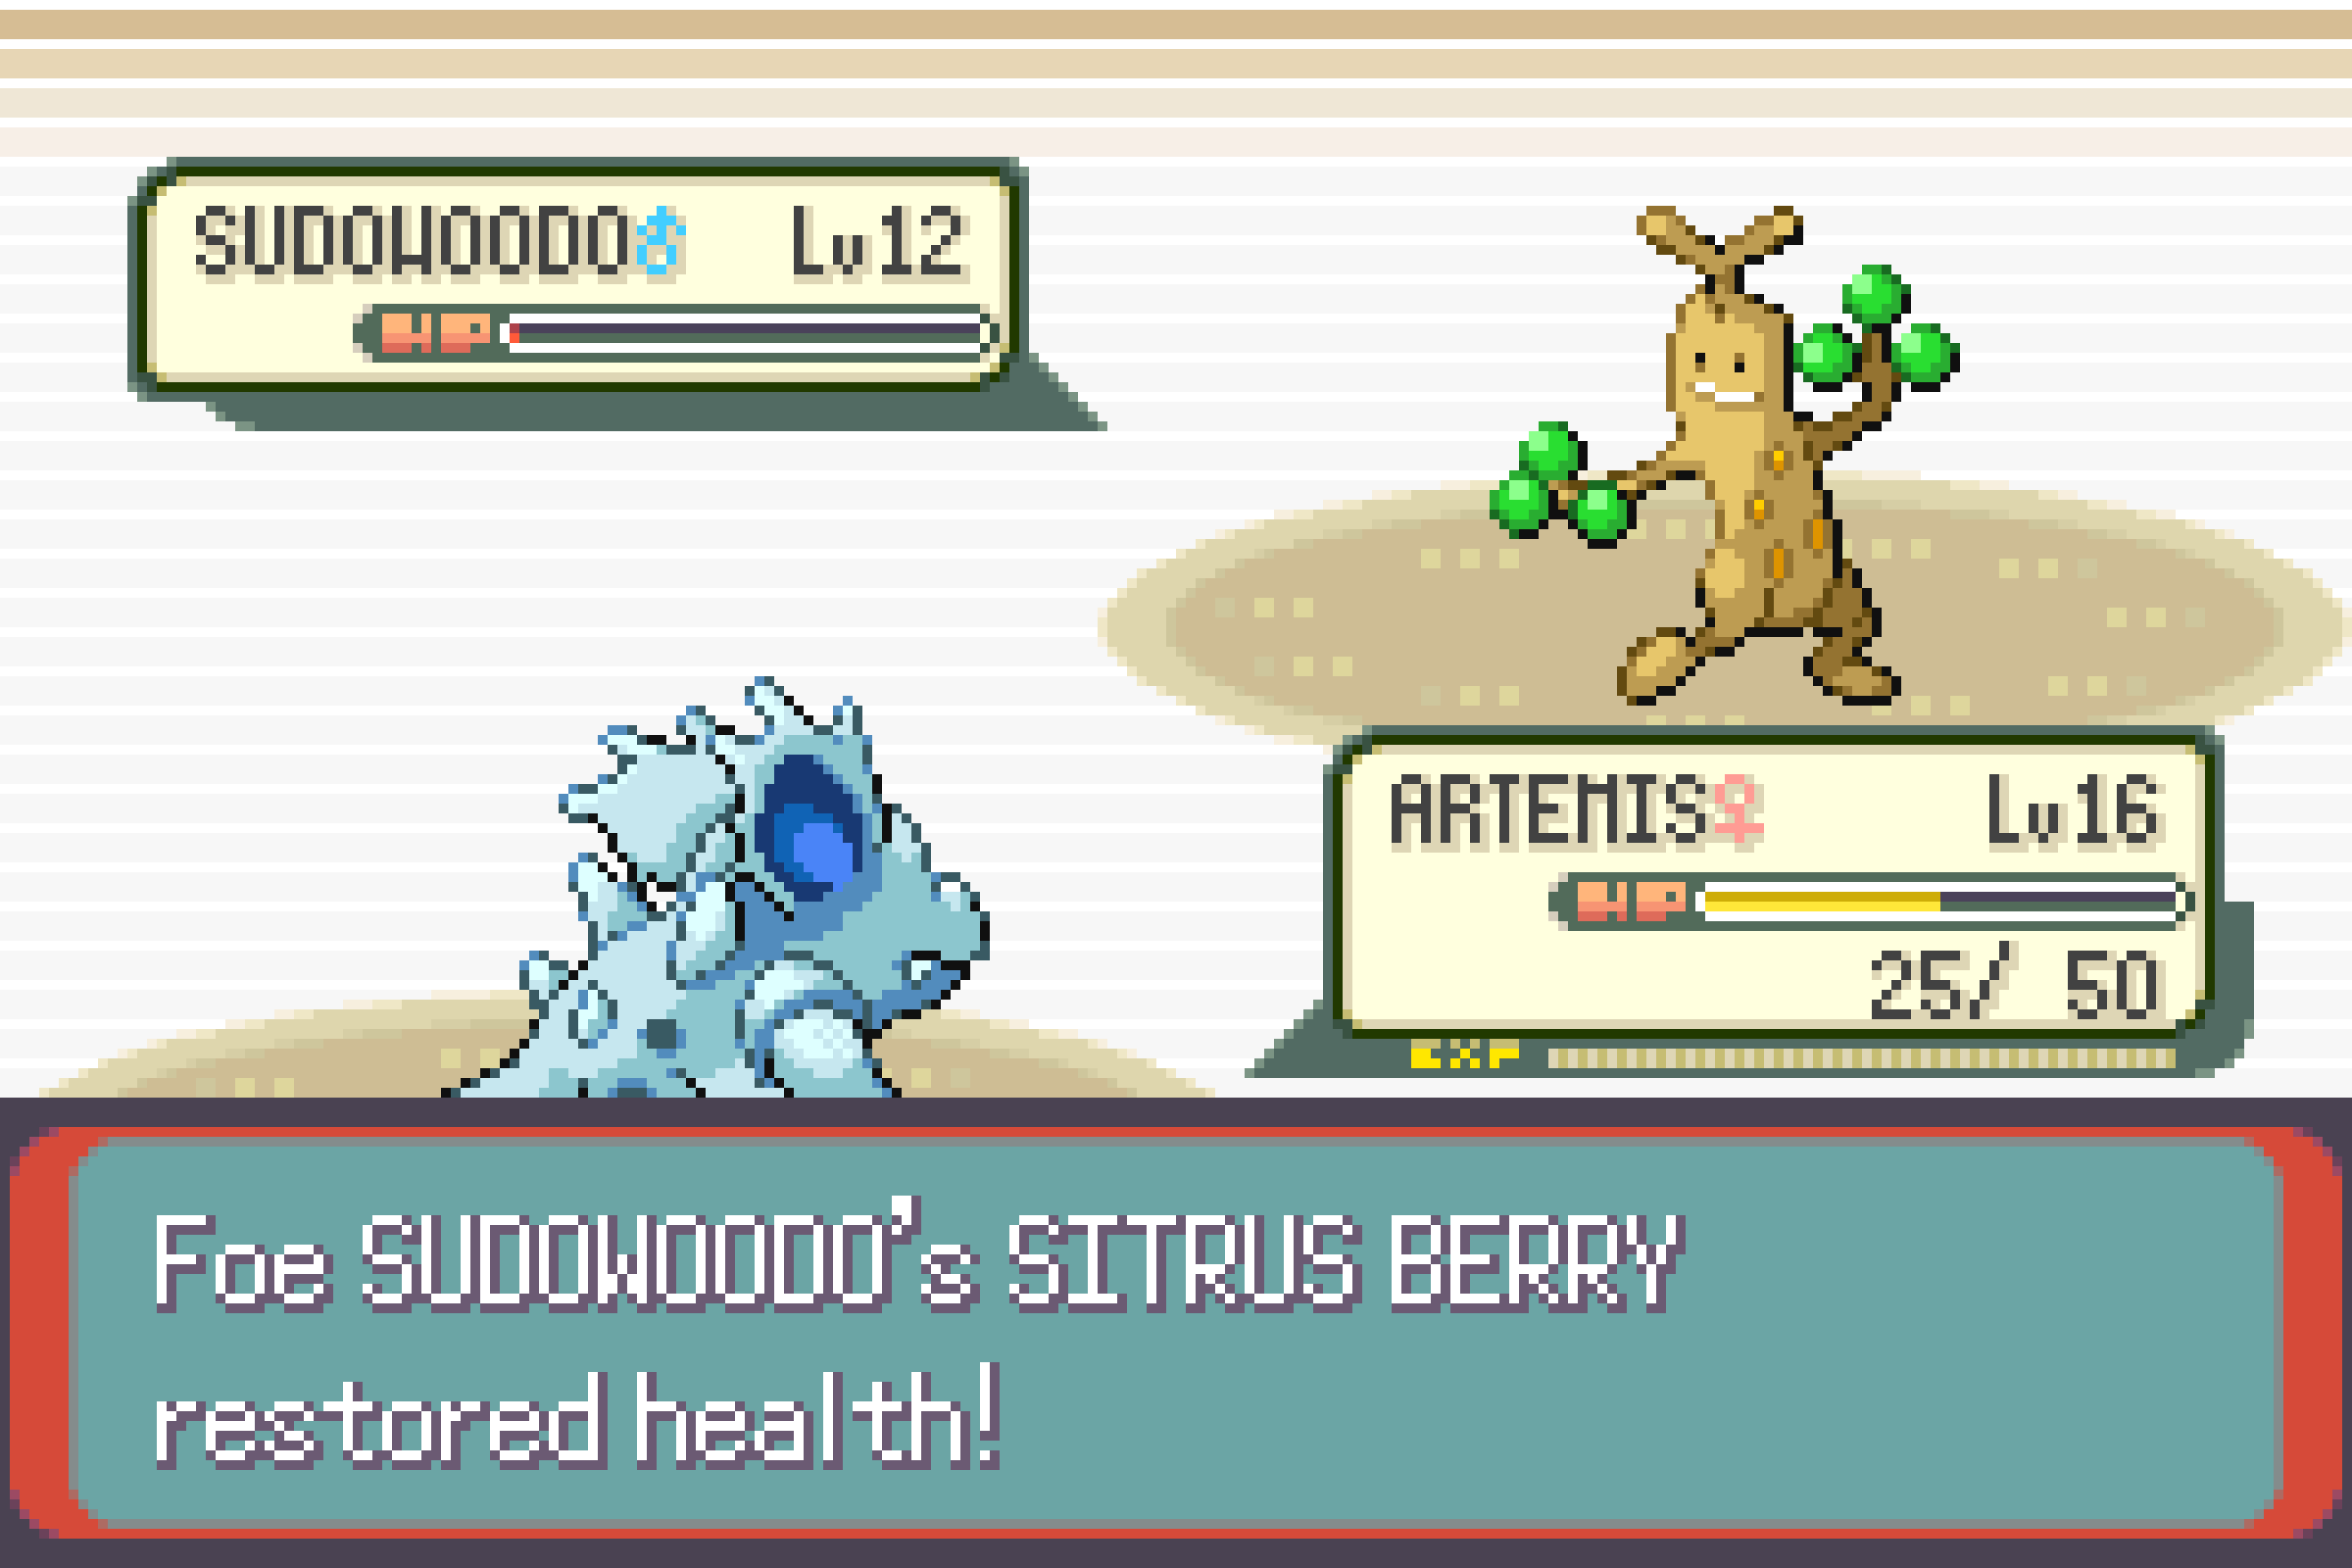 SUDOWOODO♂ Lv12
HP
ARTEMIS♀ Lv16
HP
25/ 50
EXP
Foe SUDOWOODO's SITRUS BERRY
restored health!